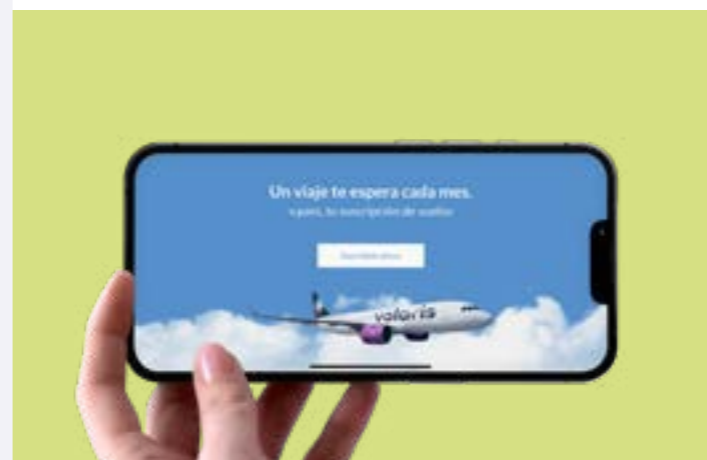 Un viaje te espera cada mes.
v.pass, tu suscripción de vuelos
volaris